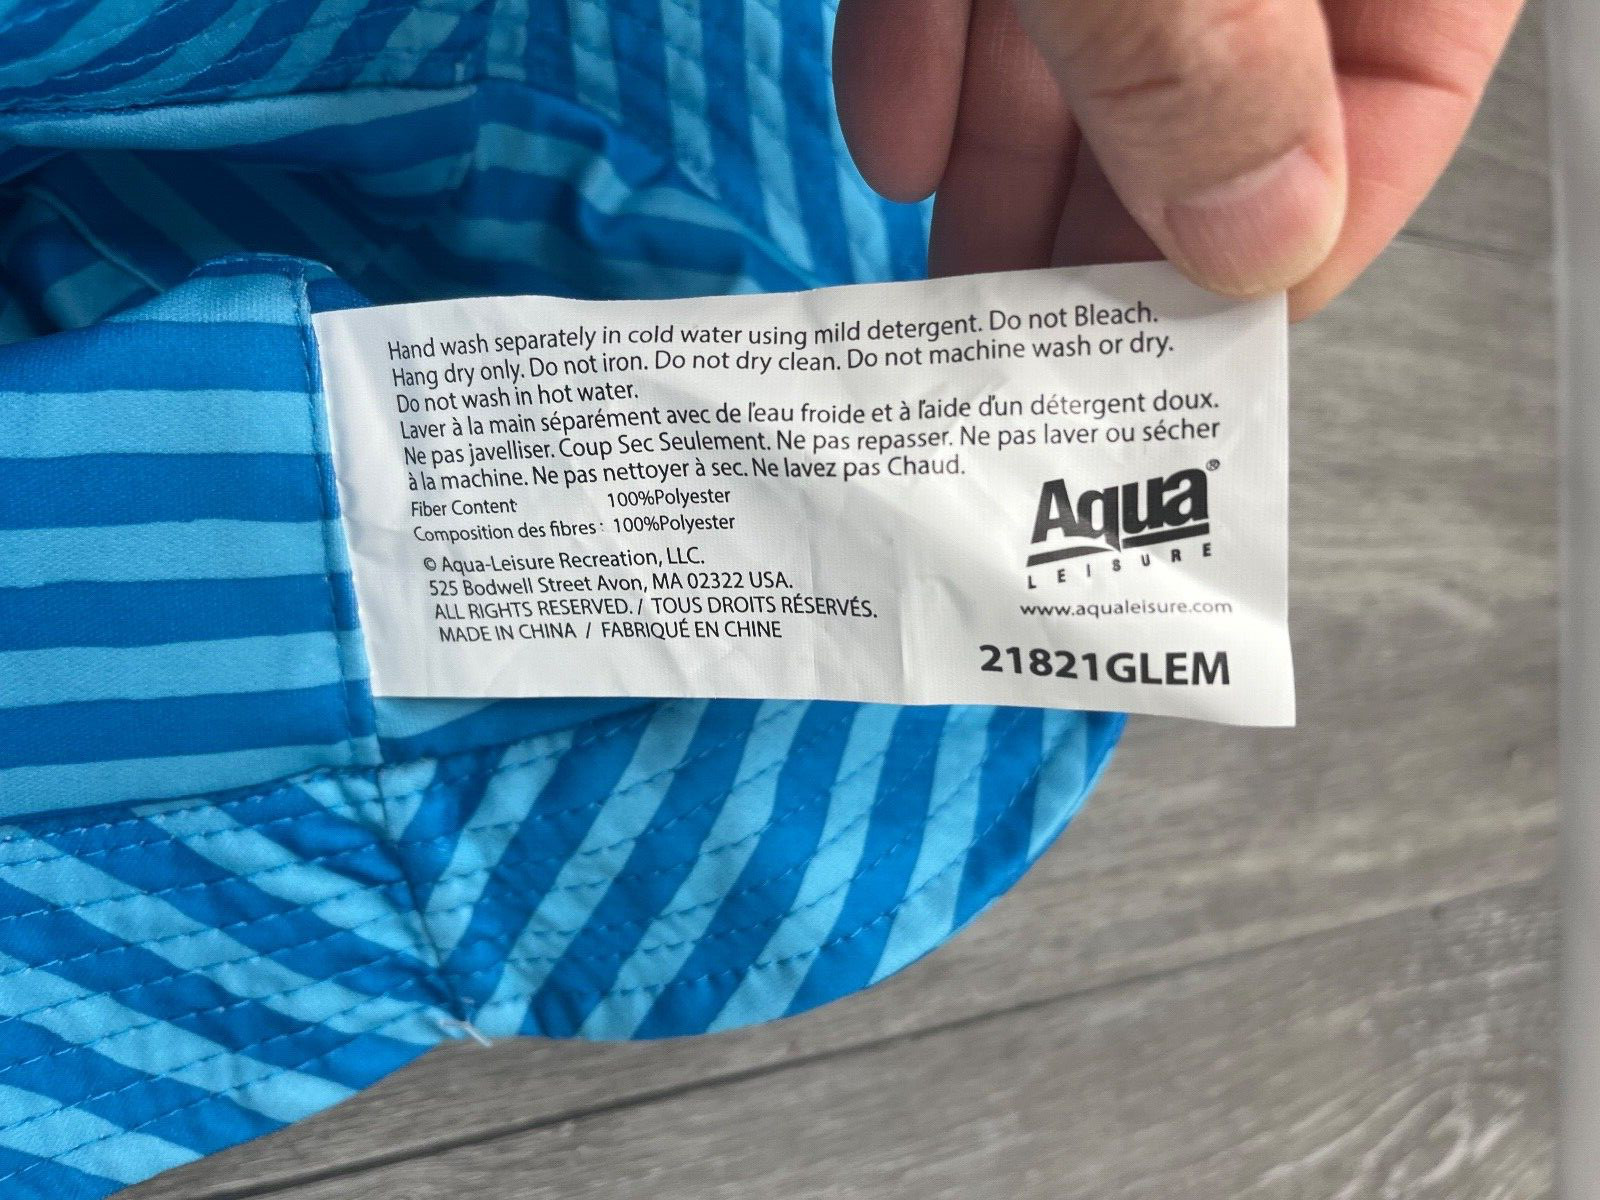 Hand wash separately in cold water using mild detergent. Do not Bleach.
Hang dry only. Do not iron. Do not dry clean. Do not machine wash or dry.
Do not wash in hot water.
Laver à la main séparément avec de l'eau froide et à l'aide d'un détergent doux.
Ne pas javelliser. Coup Sec Seulement. Ne pas repasser. Ne pas laver ou sécher
à la machine. Ne pas nettoyer à sec. Ne lavez pas Chaud.
Fiber Content 100%Polyester
Composition des fibres : 100%Polyester
© Aqua-Leisure Recreation, LLC.
525 Bodwell Street Avon, MA 02322 USA.
ALL RIGHTS RESERVED. / TOUS DROITS RÉSERVÉS.
MADE IN CHINA / FABRIQUÉ EN CHINE
Aqua®
LEISURE
www.aqualeisure.com
21821GLEM